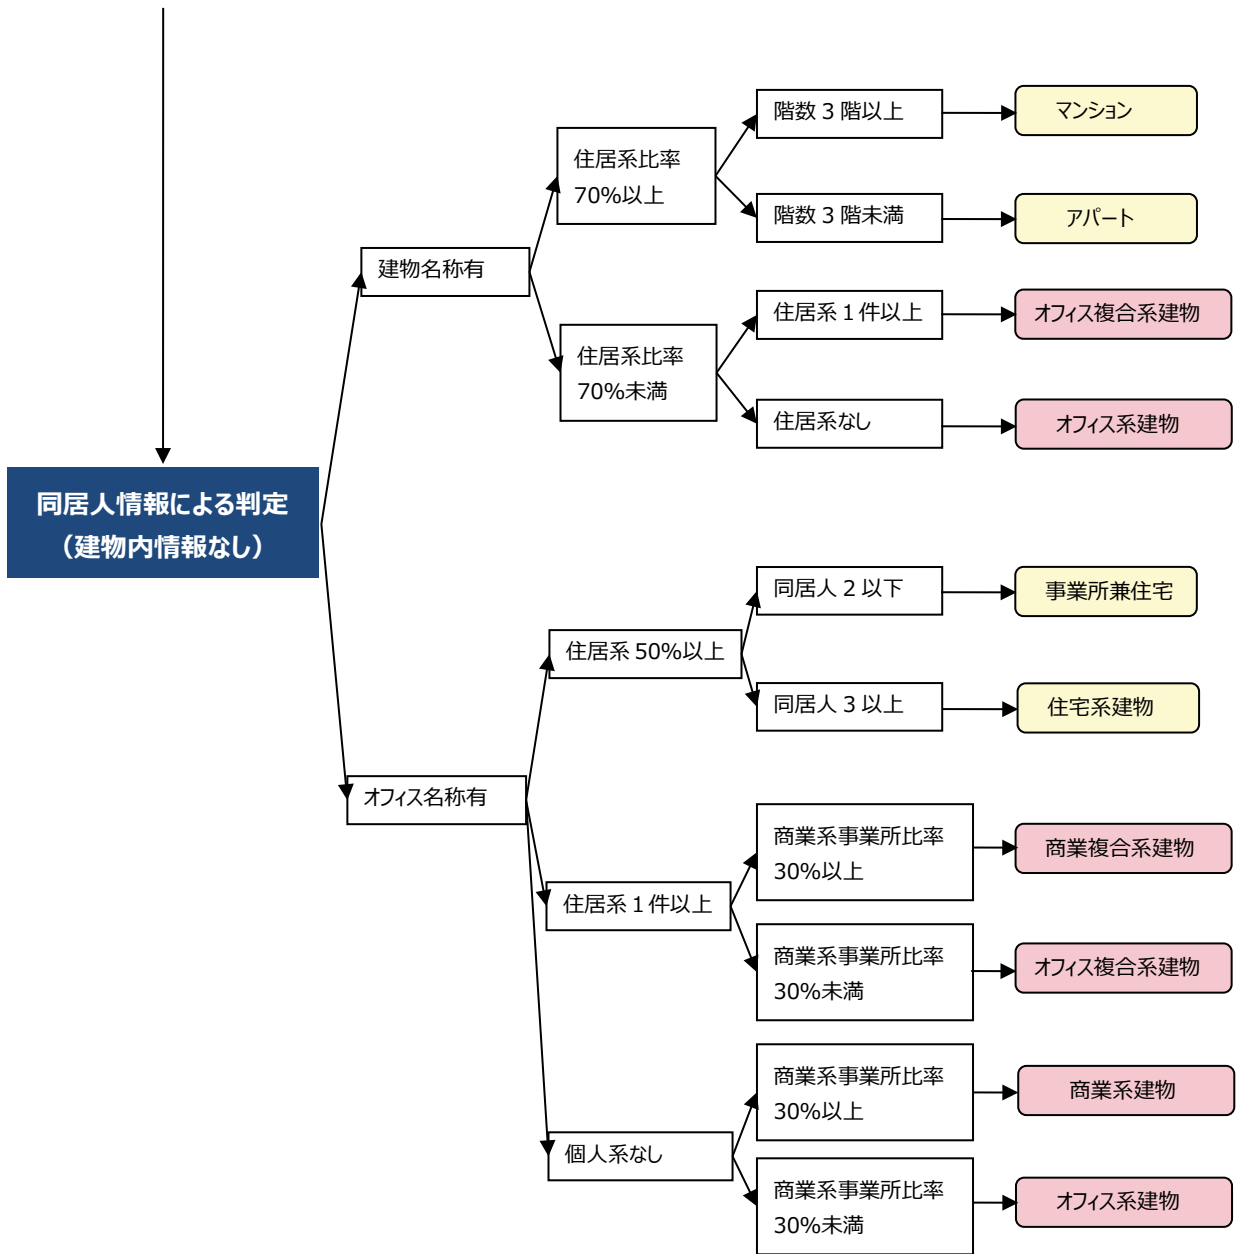 階数３階以上
マンション
住居系比率
70%以上
階数３階未満
アパート
建物名称有
住居系１件以上
オフィス複合系建物
住居系比率
70%未満
住居系なし
オフィス系建物
同居人情報による判定
（建物内情報なし）
同居人２以下
事業所兼住宅
住居系 50%以上
同居人３以上
住宅系建物
オフィス名称有
商業系事業所比率
30%以上
商業複合系建物
住居系１件以上
商業系事業所比率
30%未満
オフィス複合系建物
商業系事業所比率
30%以上
商業系建物
個人系なし
商業系事業所比率
30%未満
オフィス系建物